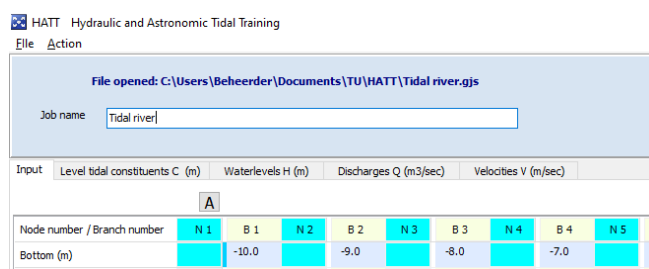 HATT Hydraulic and Astronomic Tidal Training
Elle Action
File opened: C:\Users\Beheerder\Documents\TU\HATT\Tidal river.gjs
Job name Tidal river
Input Level tidal constituents C (m) Waterlevels H (m) Discharges Q (m3/sec) Velocities V (m/sec)
A
Node number / Branch number N 1 B 1 N 2 B 2 N 3 B 3 N 4 B 4 N 5
Bottom (m) -10.0 -9.0 -8.0 -7.0